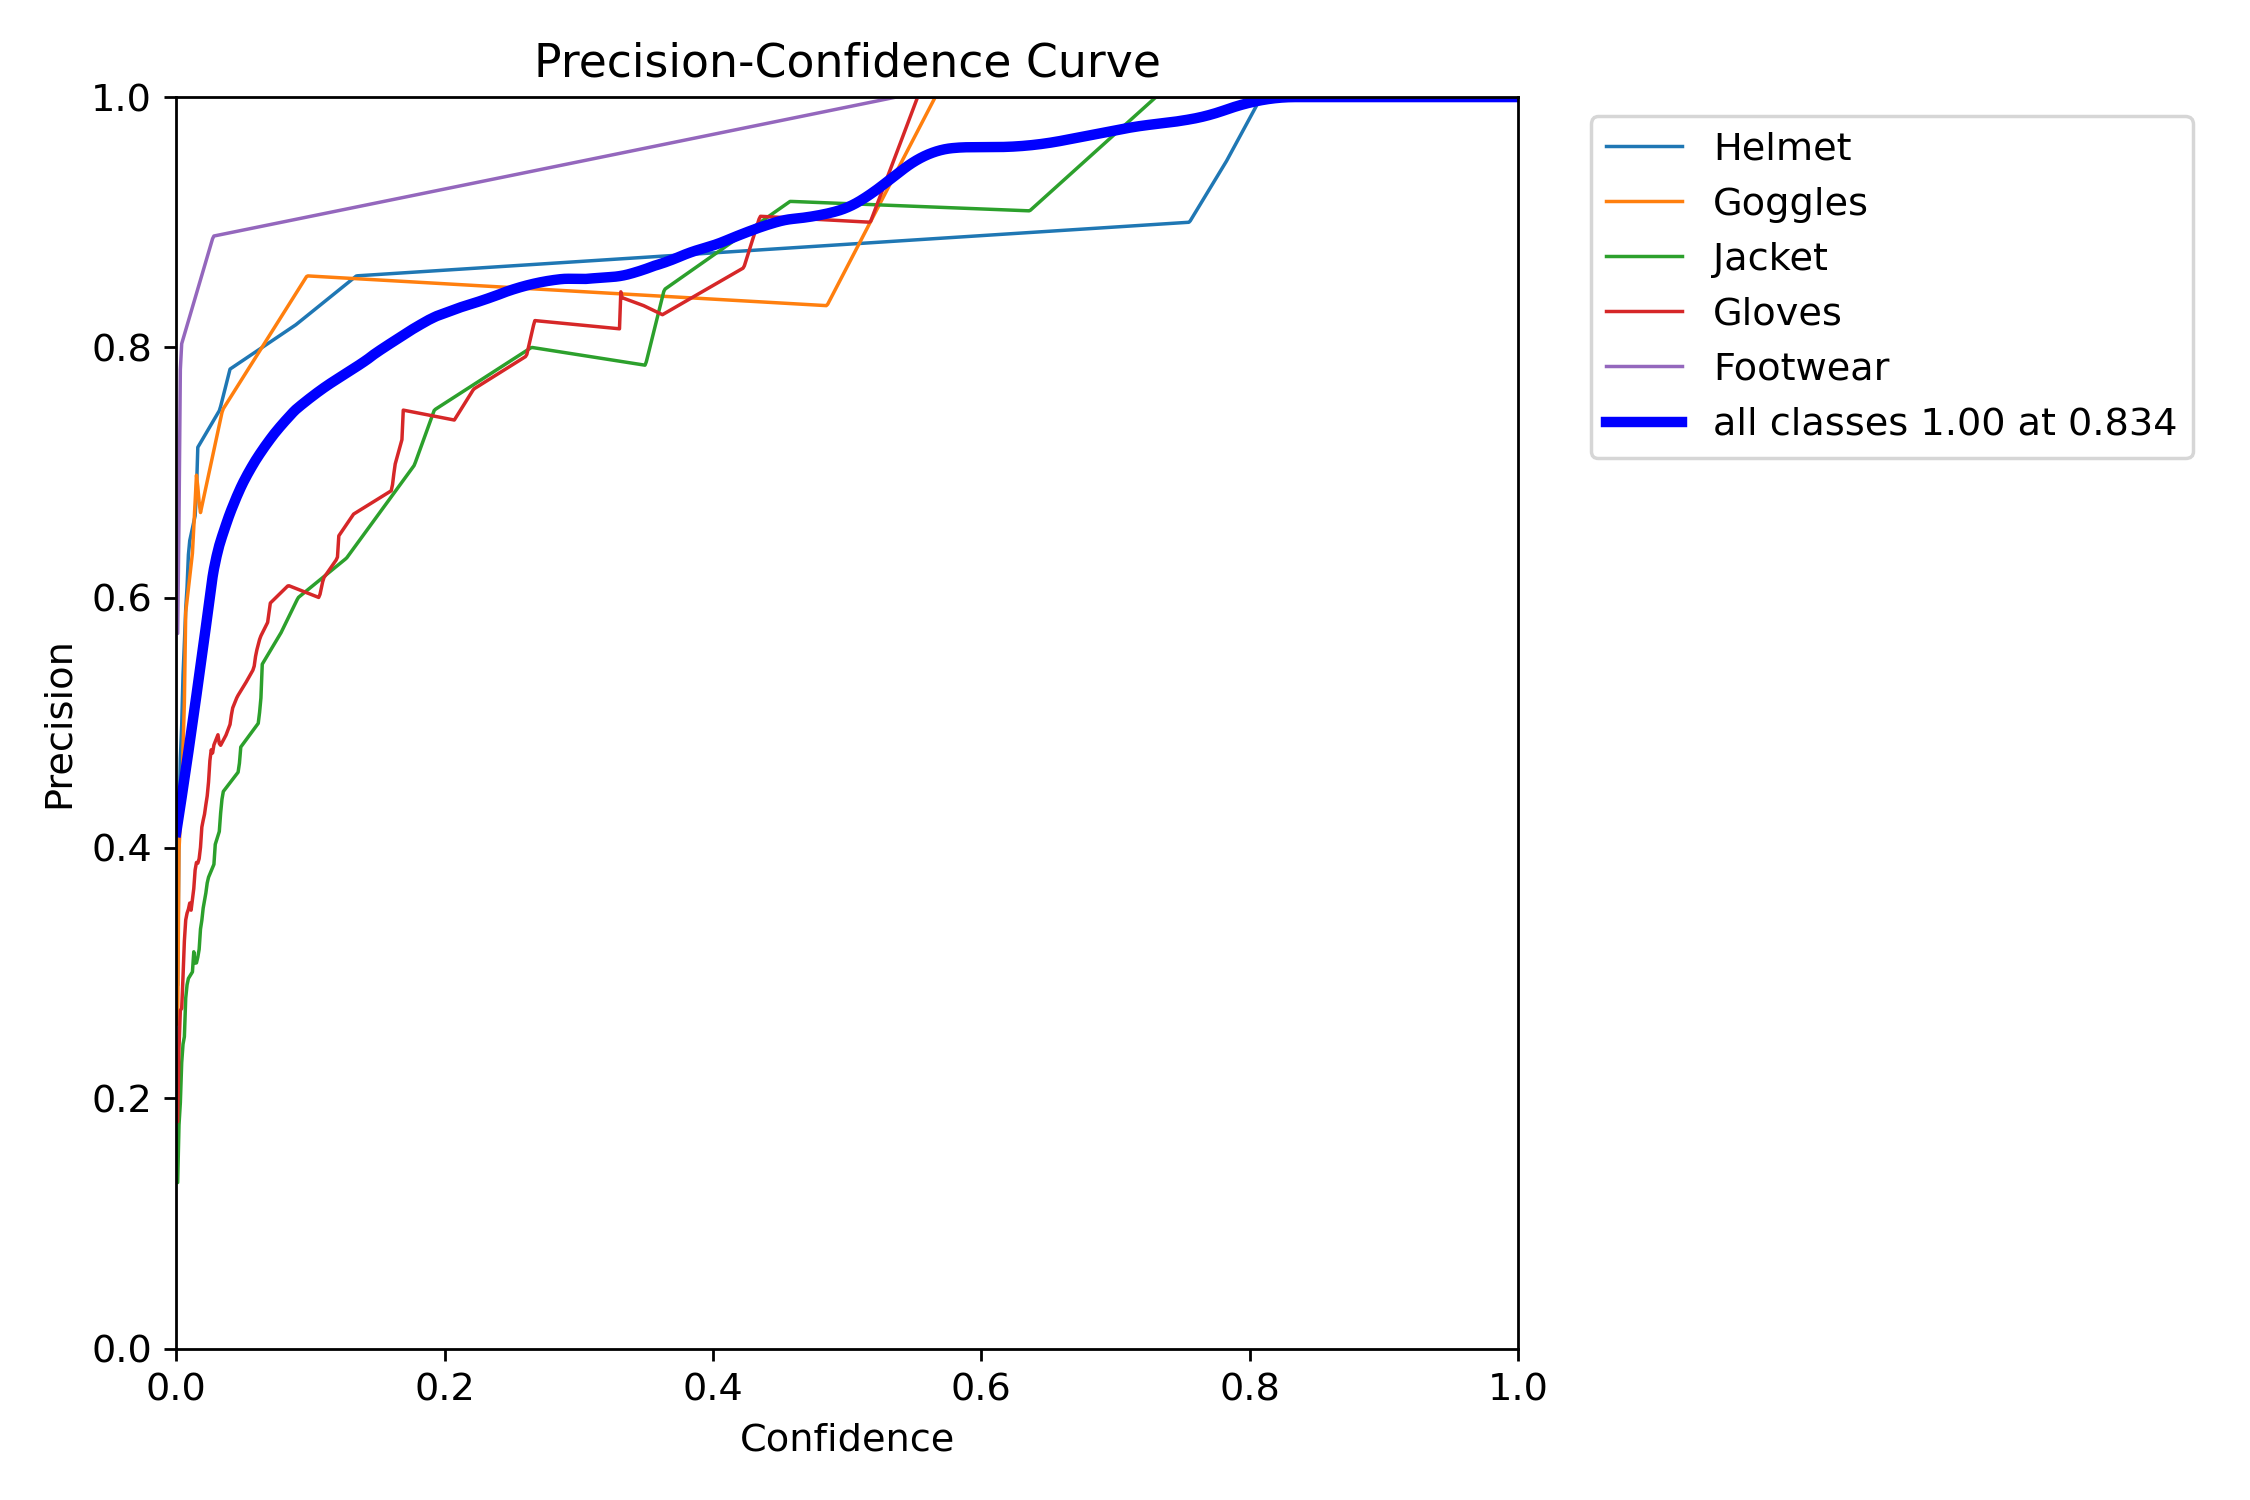 Precision-Confidence Curve
1.0
0.8
0.6
0.4
0.2
0.0
Precision
0.0 0.2 0.4 0.6 0.8 1.0
Confidence
Helmet
Goggles
Jacket
Gloves
Footwear
all classes 1.00 at 0.834